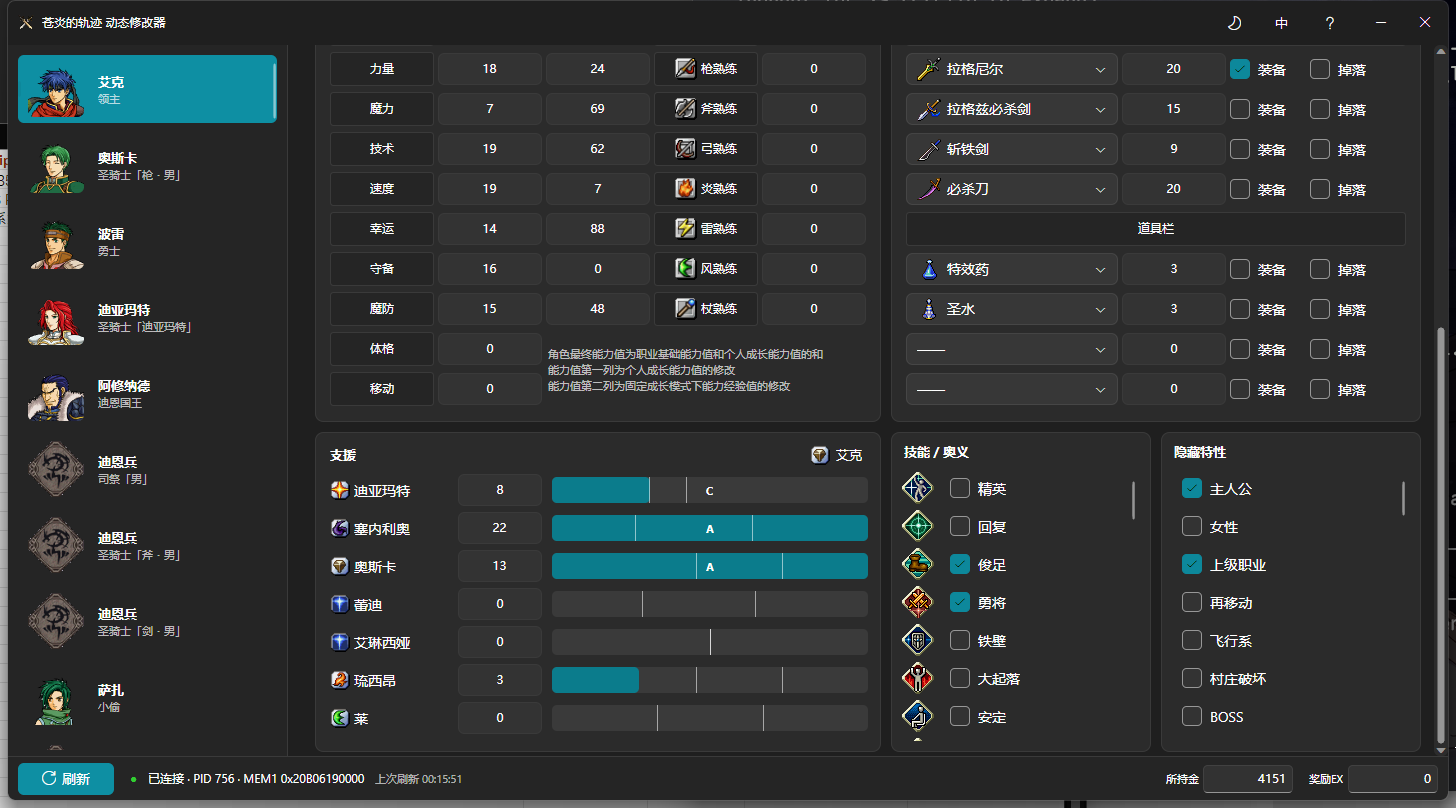 苍炎的轨迹 动态修改器
中
?
艾克
领主
奥斯卡
圣骑士「枪 - 男」
波雷
勇士
迪亚玛特
圣骑士「迪亚玛特」
阿修纳德
迪恩国王
迪恩兵
司祭「男」
迪恩兵
圣骑士「斧 - 男」
迪恩兵
圣骑士「剑 - 男」
萨扎
小偷
力量 18 24 枪熟练 0
魔力 7 69 斧熟练 0
技术 19 62 弓熟练 0
速度 19 7 炎熟练 0
幸运 14 88 雷熟练 0
守备 16 0 风熟练 0
魔防 15 48 杖熟练 0
体格 0
移动 0
角色最终能力值为职业基础能力值和个人成长能力值的和
能力值第一列为个人成长能力值的修改
能力值第二列为固定成长模式下能力经验值的修改
拉格尼尔 20 装备 掉落
拉格兹必杀剑 15 装备 掉落
斩铁剑 9 装备 掉落
必杀刀 20 装备 掉落
道具栏
特效药 3 装备 掉落
圣水 3 装备 掉落
—— 0 装备 掉落
—— 0 装备 掉落
支援 艾克
迪亚玛特 8 C
塞内利奥 22 A
奥斯卡 13 A
蕾迪 0
艾琳西娅 0
琉西昂 3
莱 0
技能 / 奥义
精英
回复
俊足
勇将
铁壁
大起落
安定
隐藏特性
主人公
女性
上级职业
再移动
飞行系
村庄破坏
BOSS
刷新
已连接 · PID 756 · MEM1 0x20B06190000 上次刷新 00:15:51
所持金 4151 奖励EX 0